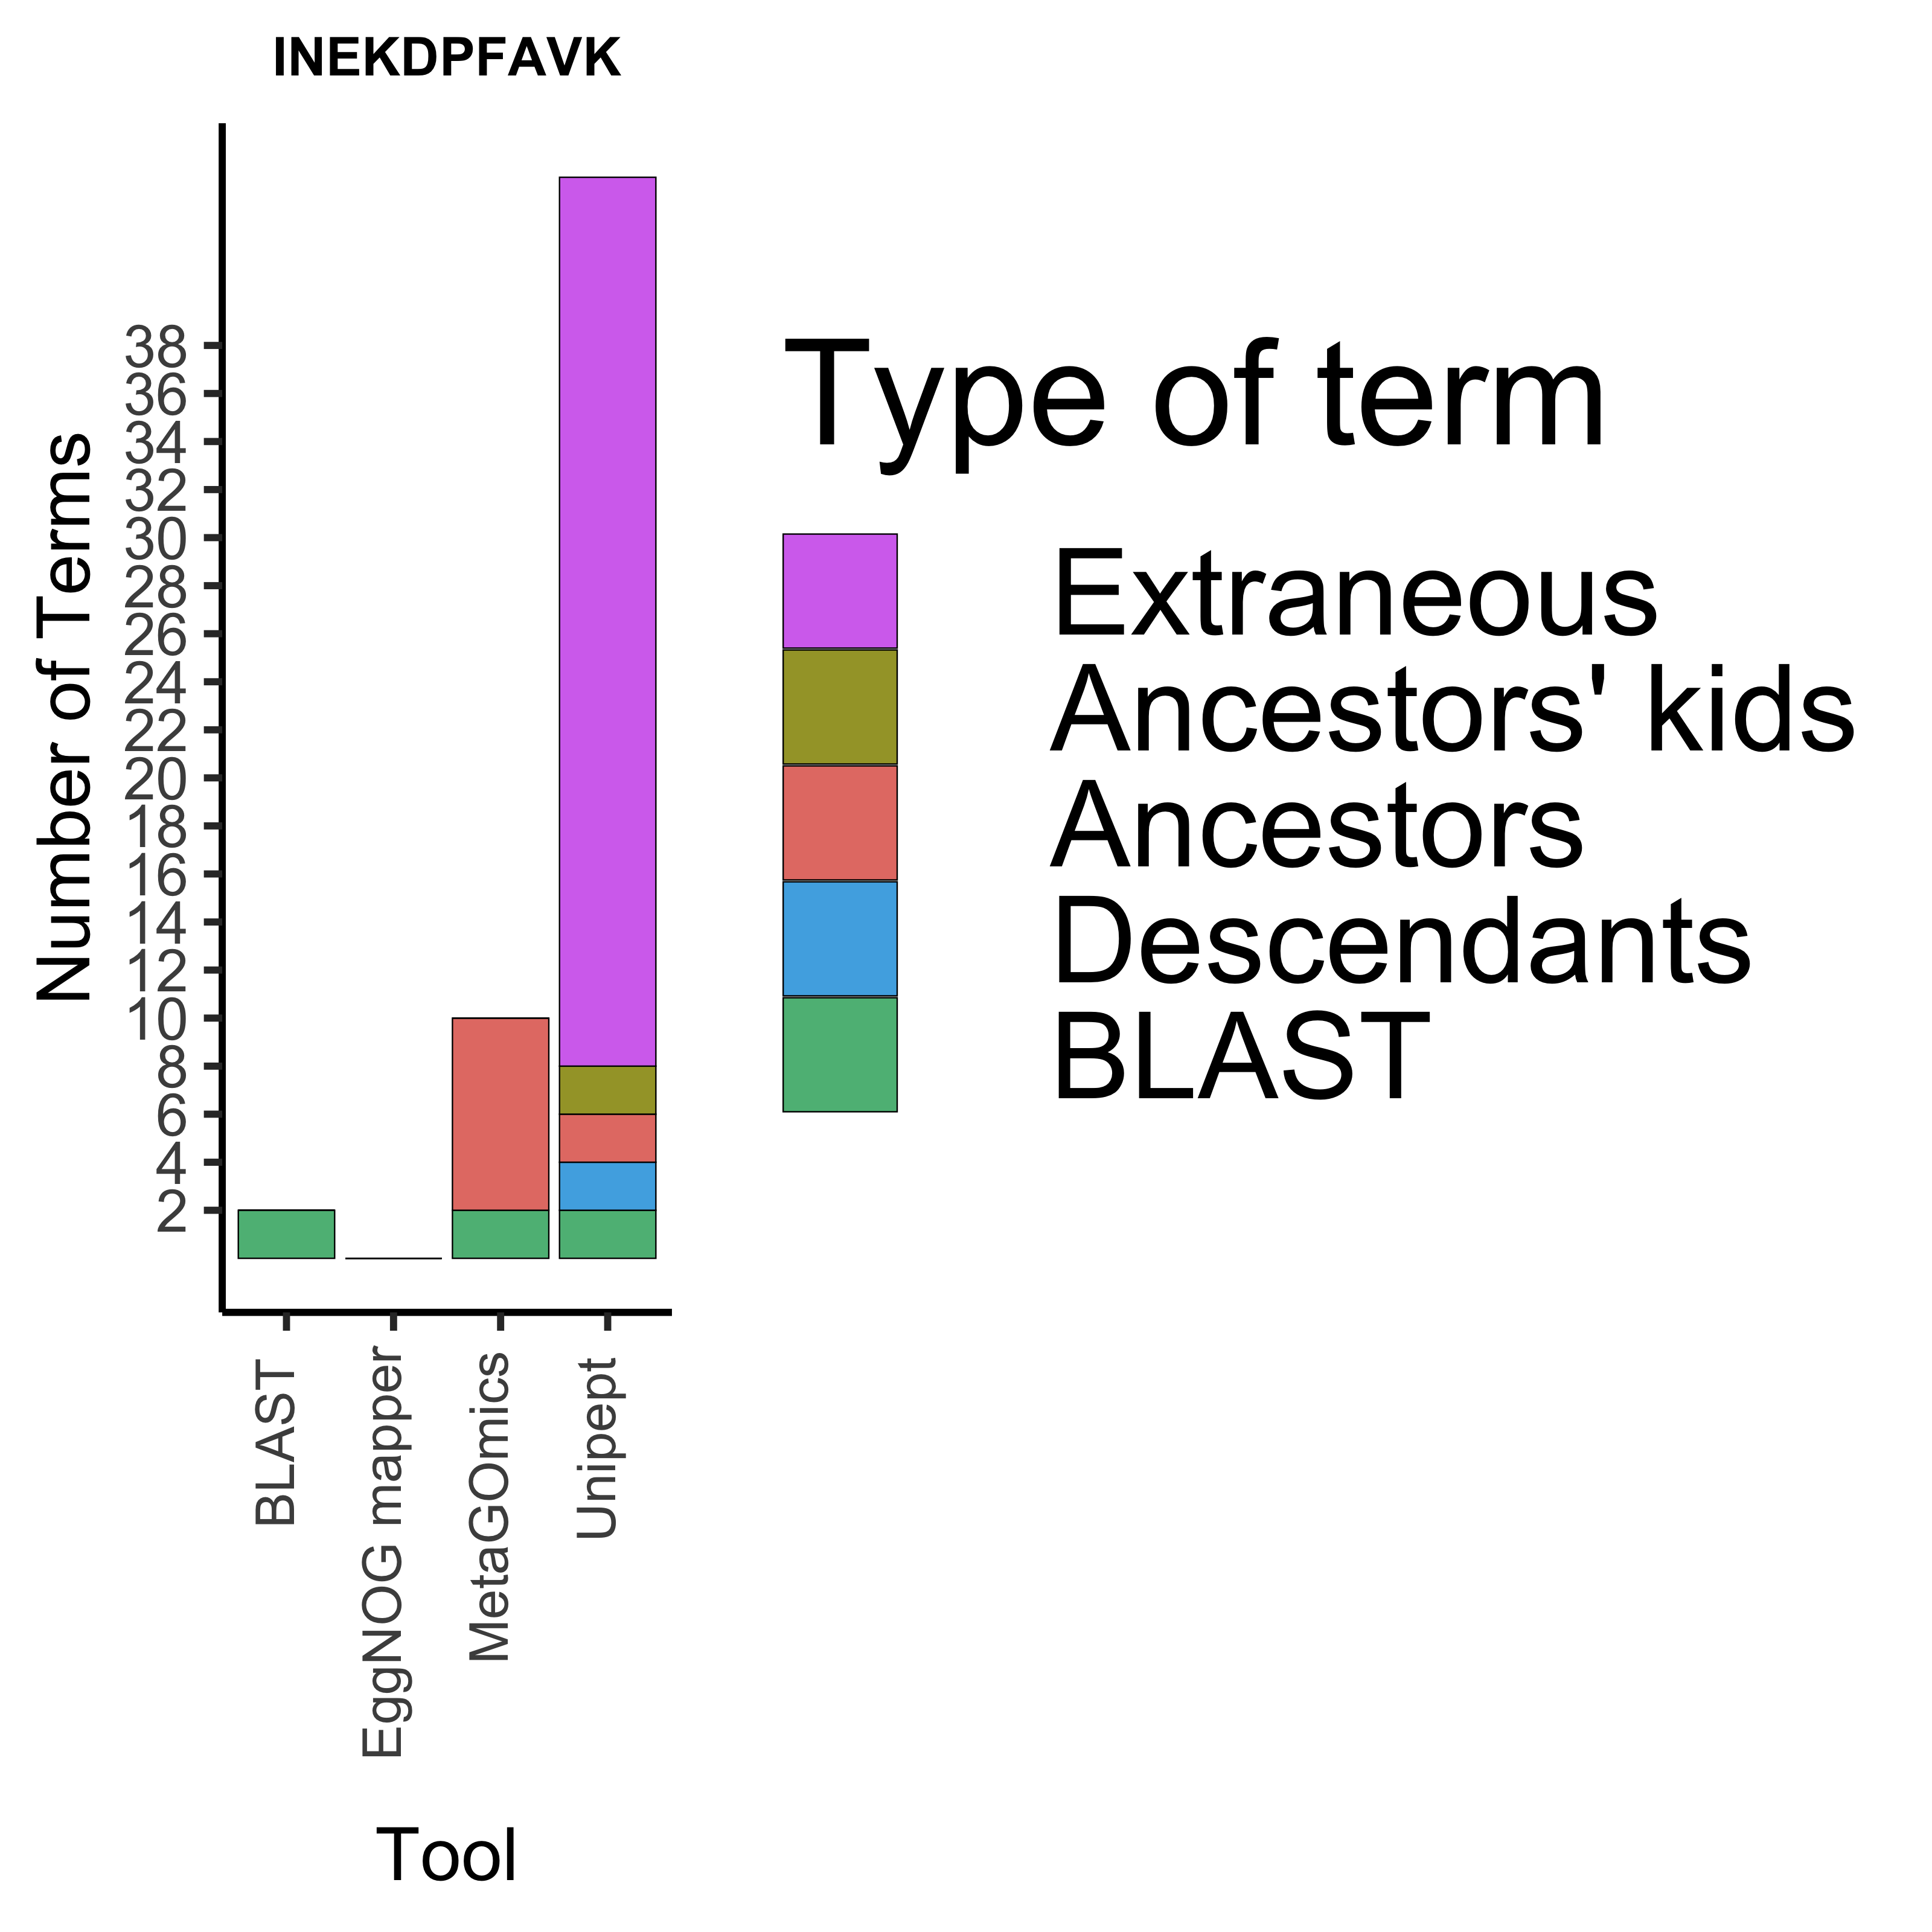 INEKDPFAVK
Number of Terms
38
36
34
32
30
28
26
24
22
20
18
16
14
12
10
8
6
4
2
BLAST
EggNOG mapper
MetaGOmics
Unipept
Tool
Type of term
Extraneous
Ancestors' kids
Ancestors
Descendants
BLAST